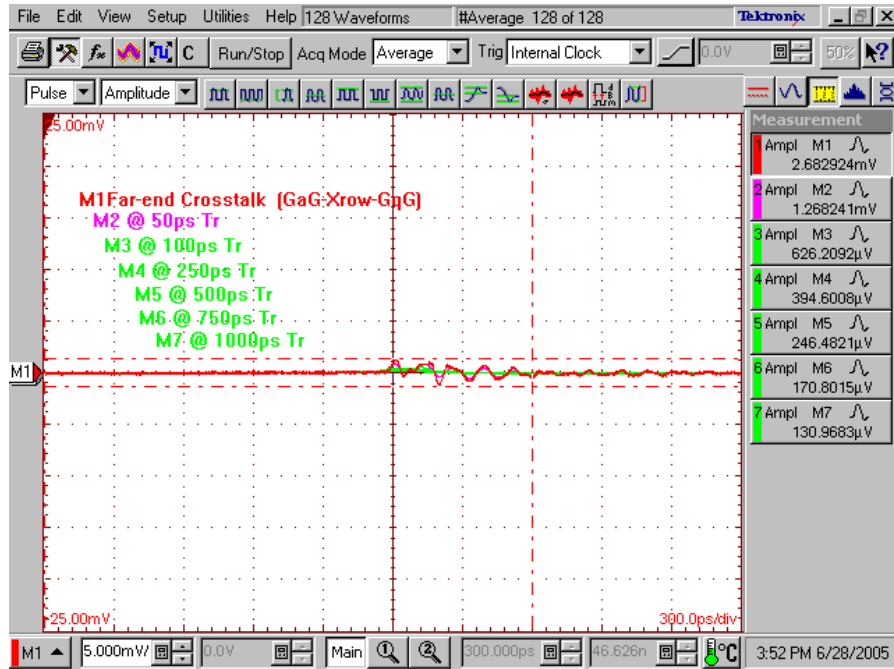 File Edit View Setup Utilities Help 128 Waveforms #Average 128 of 128 Tektronix
fx C Run/Stop Acq Mode Average Trig Internal Clock 0.0V 50%
Pulse Amplitude
25.00mV
M1Far-end Crosstalk (GaG-Xrow-GqG)
M2 @ 50ps Tr
M3 @ 100ps Tr
M4 @ 250ps Tr
M5 @ 500ps Tr
M6 @ 750ps Tr
M7 @ 1000ps Tr
M1
-25.00mV
300.0ps/div
Measurement
1 Ampl M1
2.682924mV
2 Ampl M2
1.268241mV
3 Ampl M3
626.2092µV
4 Ampl M4
394.6008µV
5 Ampl M5
246.4821µV
6 Ampl M6
170.8015µV
7 Ampl M7
130.9683µV
M1 5.000mV/ 0.0V Main 1 2 300.000ps 46.626n °C 3:52 PM 6/28/2005